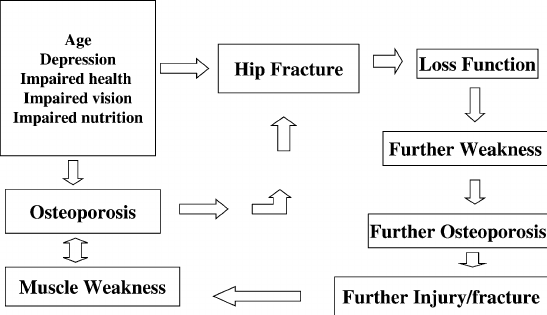 Age
Depression
Impaired health
Impaired vision
Impaired nutrition
Hip Fracture
Loss Function
Further Weakness
Osteoporosis
Further Osteoporosis
Muscle Weakness
Further Injury/fracture